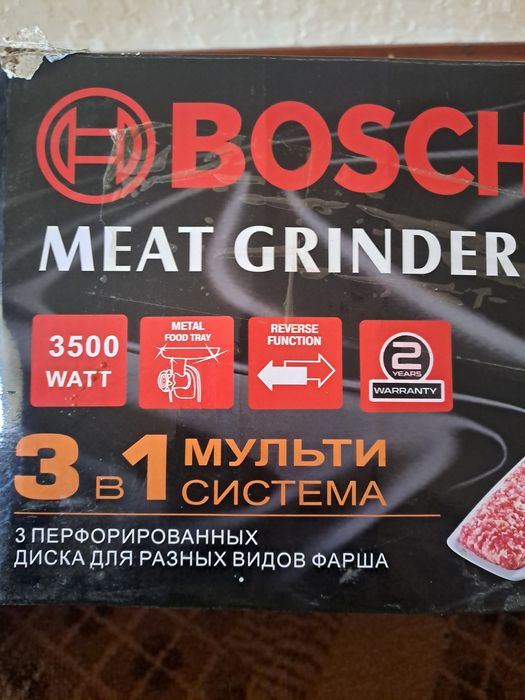 BOSCH
MEAT GRINDER
3500
WATT
METAL
FOOD TRAY
REVERSE
FUNCTION
2
YEARS
WARRANTY
3 в 1 МУЛЬТИ
СИСТЕМА
3 ПЕРФОРИРОВАННЫХ
ДИСКА ДЛЯ РАЗНЫХ ВИДОВ ФАРША